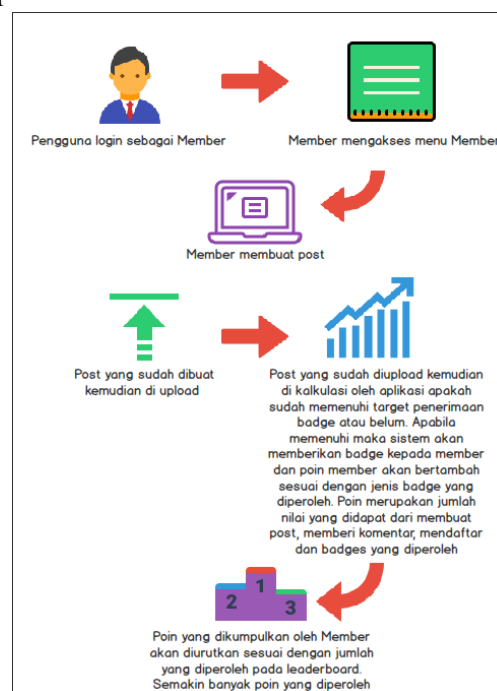 Pengguna login sebagai Member
Member mengakses menu Member
Member membuat post
Post yang sudah dibuat
kemudian di upload
Post yang sudah diupload kemudian
di kalkulasi oleh aplikasi apakah
sudah memenuhi target penerimaan
badge atau belum. Apabila
memenuhi maka sistem akan
memberikan badge kepada member
dan poin member akan bertambah
sesuai dengan jenis badge yang
diperoleh. Poin merupakan jumlah
nilai yang didapat dari membuat
post, memberi komentar, mendaftar
dan badges yang diperoleh
1
2
3
Poin yang dikumpulkan oleh Member
akan diurutkan sesuai dengan jumlah
yang diperoleh pada leaderboard.
Semakin banyak poin yang diperoleh